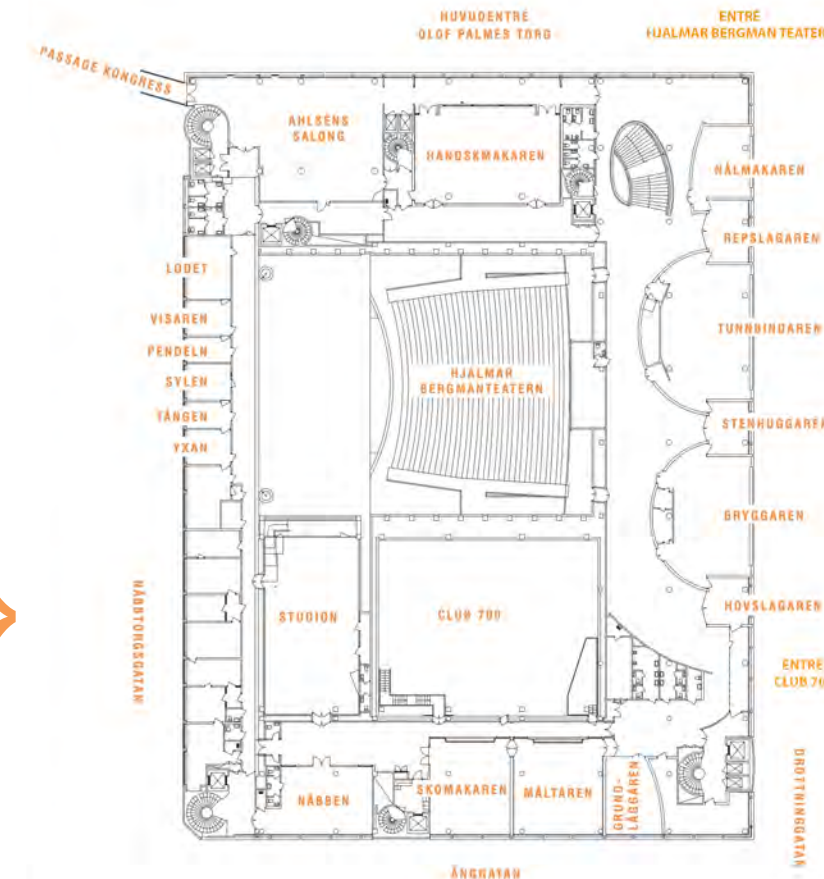 HUVUDENTRÉ
OLOF PALMES TORG
ENTRÉ
HJALMAR BERGMAN TEATER
PASSAGE KONGRESS
AHLSÉNS
SALONG
HANDSKMAKAREN
NÅLMAKAREN
REPSLAGAREN
LODET
VISAREN
PENDELN
SYLEN
TÅNGEN
YXAN
TUNNBINDAREN
HJALMAR
BERGMANTEATERN
STENHUGGAREN
BRYGGAREN
NÄBBTORGSGATAN
STUDION
CLUB 700
HOVSLAGAREN
ENTRÉ
CLUB 70
DROTTNINGGATAN
NÄBBEN
SKOMAKAREN
MÄLTAREN
GRUND-
LÄGGAREN
ÄNGGATAN